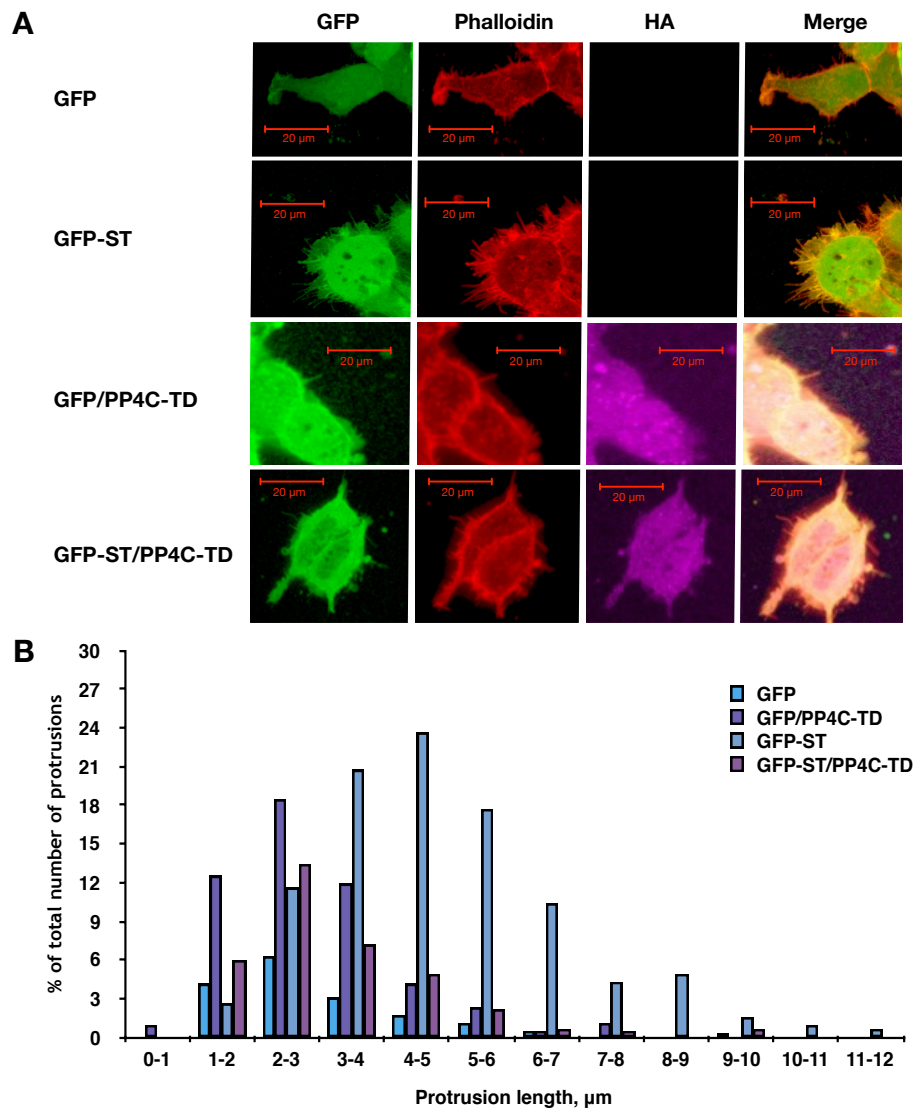 A
GFP Phalloidin HA Merge
GFP
20 µm 20 µm 20 µm
GFP-ST
20 µm 20 µm 20 µm
GFP/PP4C-TD
20 µm 20 µm 20 µm 20 µm
GFP-ST/PP4C-TD
20 µm 20 µm 20 µm 20 µm
B
% of total number of protrusions
30
27
24
21
18
15
12
9
6
3
0
GFP
GFP/PP4C-TD
GFP-ST
GFP-ST/PP4C-TD
0-1 1-2 2-3 3-4 4-5 5-6 6-7 7-8 8-9 9-10 10-11 11-12
Protrusion length, µm